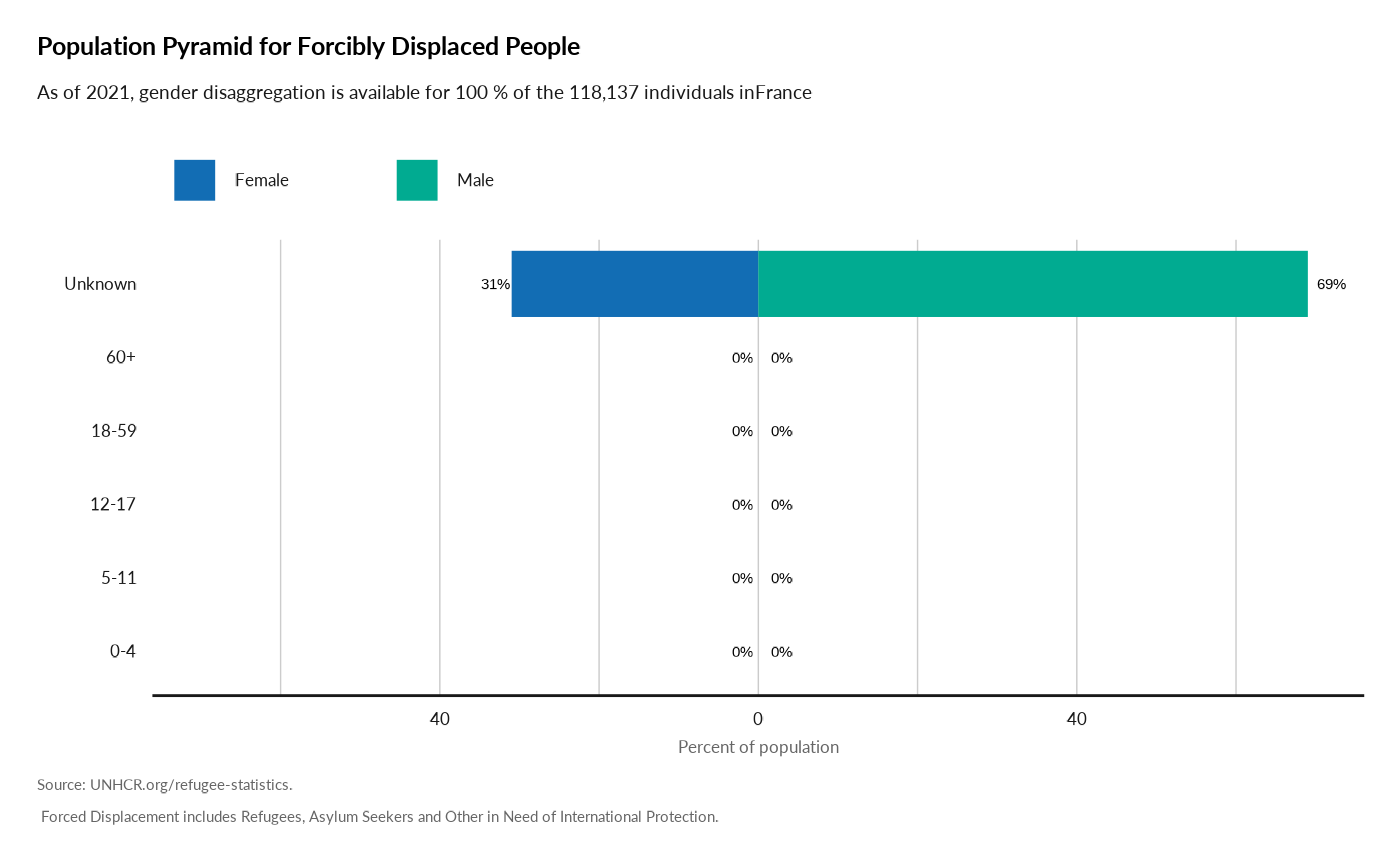 Population Pyramid for Forcibly Displaced People
As of 2021, gender disaggregation is available for 100 % of the 118,137 individuals inFrance
Female Male
Unknown 31% 69%
60+ 0% 0%
18-59 0% 0%
12-17 0% 0%
5-11 0% 0%
0-4 0% 0%
40 0 40
Percent of population
Source: UNHCR.org/refugee-statistics.
Forced Displacement includes Refugees, Asylum Seekers and Other in Need of International Protection.